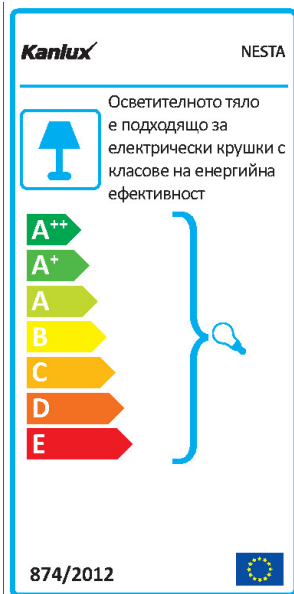 Kanlux NESTA
Осветителното тяло
е подходящо за
електрически крушки с
класове на енергийна
ефективност
A++
A+
A
B
C
D
E
874/2012